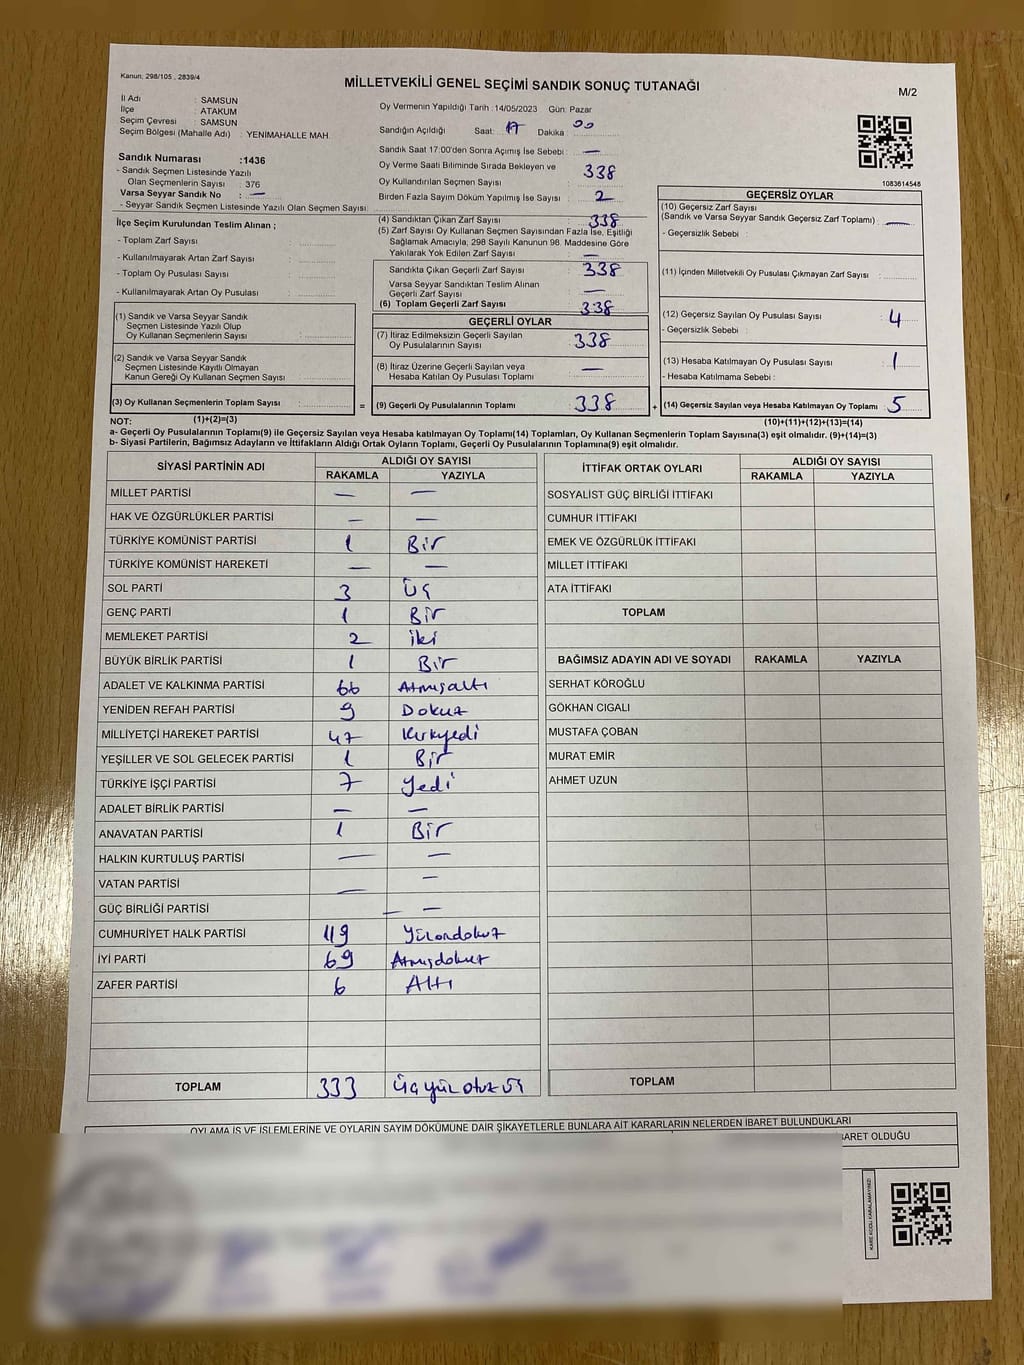 Kanun, 298/105 , 2839/4
MİLLETVEKİLİ GENEL SEÇİMİ SANDIK SONUÇ TUTANAĞI
M/2
İl Adı : SAMSUN
İlçe : ATAKUM
Seçim Çevresi : SAMSUN
Seçim Bölgesi (Mahalle Adı) : YENİMAHALLE MAH.
Sandık Numarası :1436
- Sandık Seçmen Listesinde Yazılı
Olan Seçmenlerin Sayısı : 376
Varsa Seyyar Sandık No : —
- Seyyar Sandık Seçmen Listesinde Yazılı Olan Seçmen Sayısı
Oy Vermenin Yapıldığı Tarih :14/05/2023 Gün: Pazar
Sandığın Açıldığı Saat: 17 Dakika : 00
Sandık Saat 17:00'den Sonra Açımış İse Sebebi : —
Oy Verme Saati Bitiminde Sırada Bekleyen ve
Oy Kullandırılan Seçmen Sayısı : 338
Birden Fazla Sayım Döküm Yapılmış İse Sayısı : 2
1083614548
İlçe Seçim Kurulundan Teslim Alınan ;
- Toplam Zarf Sayısı :
- Kullanılmayarak Artan Zarf Sayısı :
- Toplam Oy Pusulası Sayısı :
- Kullanılmayarak Artan Oy Pusulası :
(1) Sandık ve Varsa Seyyar Sandık
Seçmen Listesinde Yazılı Olup
Oy Kullanan Seçmenlerin Sayısı :
(2) Sandık ve Varsa Seyyar Sandık
Seçmen Listesinde Kayıtlı Olmayan
Kanun Gereği Oy Kullanan Seçmen Sayısı :
(3) Oy Kullanan Seçmenlerin Toplam Sayısı : =
(1)+(2)=(3)
(4) Sandıktan Çıkan Zarf Sayısı : 338
(5) Zarf Sayısı Oy Kullanan Seçmen Sayısından Fazla İse, Eşitliği
Sağlamak Amacıyla, 298 Sayılı Kanunun 98. Maddesine Göre
Yakılarak Yok Edilen Zarf Sayısı : —
Sandıkta Çıkan Geçerli Zarf Sayısı : 338
Varsa Seyyar Sandıktan Teslim Alınan
Geçerli Zarf Sayısı : —
(6) Toplam Geçerli Zarf Sayısı : 338
GEÇERLİ OYLAR
(7) İtiraz Edilmeksizin Geçerli Sayılan
Oy Pusulalarının Sayısı : 338
(8) İtiraz Üzerine Geçerli Sayılan veya
Hesaba Katılan Oy Pusulası Toplamı : —
(9) Geçerli Oy Pusulalarının Toplamı : 338 +
GEÇERSİZ OYLAR
(10) Geçersiz Zarf Sayısı
(Sandık ve Varsa Seyyar Sandık Geçersiz Zarf Toplamı) : —
- Geçersizlik Sebebi :
(11) İçinden Milletvekili Oy Pusulası Çıkmayan Zarf Sayısı :
(12) Geçersiz Sayılan Oy Pusulası Sayısı : 4
- Geçersizlik Sebebi :
(13) Hesaba Katılmayan Oy Pusulası Sayısı : 1
- Hesaba Katılmama Sebebi :
(14) Geçersiz Sayılan veya Hesaba Katılmayan Oy Toplamı : 5
(10)+(11)+(12)+(13)=(14)
NOT:
a- Geçerli Oy Pusulalarının Toplamı(9) ile Geçersiz Sayılan veya Hesaba katılmayan Oy Toplamı(14) Toplamları, Oy Kullanan Seçmenlerin Toplam Sayısına(3) eşit olmalıdır. (9)+(14)=(3)
b- Siyasi Partilerin, Bağımsız Adayların ve İttifakların Aldığı Ortak Oyların Toplamı, Geçerli Oy Pusulalarının Toplamına(9) eşit olmalıdır.
SİYASİ PARTİNİN ADI ALDIĞI OY SAYISI
RAKAMLA YAZIYLA
MİLLET PARTİSİ — —
HAK VE ÖZGÜRLÜKLER PARTİSİ — —
TÜRKİYE KOMÜNİST PARTİSİ 1 Bir
TÜRKİYE KOMÜNİST HAREKETİ — —
SOL PARTİ 3 Üç
GENÇ PARTİ 1 Bir
MEMLEKET PARTİSİ 2 iki
BÜYÜK BİRLİK PARTİSİ 1 Bir
ADALET VE KALKINMA PARTİSİ 66 Atmışaltı
YENİDEN REFAH PARTİSİ 9 Dokuz
MİLLİYETÇİ HAREKET PARTİSİ 47 Kırkyedi
YEŞİLLER VE SOL GELECEK PARTİSİ 1 Bir
TÜRKİYE İŞÇİ PARTİSİ 7 Yedi
ADALET BİRLİK PARTİSİ — —
ANAVATAN PARTİSİ 1 Bir
HALKIN KURTULUŞ PARTİSİ — —
VATAN PARTİSİ — —
GÜÇ BİRLİĞİ PARTİSİ — —
CUMHURİYET HALK PARTİSİ 119 Yüzondokuz
İYİ PARTİ 69 Atmışdokuz
ZAFER PARTİSİ 6 Altı
TOPLAM 333 Üçyüz otuz üç
İTTİFAK ORTAK OYLARI ALDIĞI OY SAYISI
RAKAMLA YAZIYLA
SOSYALİST GÜÇ BİRLİĞİ İTTİFAKI
CUMHUR İTTİFAKI
EMEK VE ÖZGÜRLÜK İTTİFAKI
MİLLET İTTİFAKI
ATA İTTİFAKI
TOPLAM
BAĞIMSIZ ADAYIN ADI VE SOYADI RAKAMLA YAZIYLA
SERHAT KÖROĞLU
GÖKHAN CIGALI
MUSTAFA ÇOBAN
MURAT EMİR
AHMET UZUN
TOPLAM
OYLAMA İŞ VE İŞLEMLERİNE VE OYLARIN SAYIM DÖKÜMÜNE DAİR ŞİKAYETLERLE BUNLARA AİT KARARLARIN NELERDEN İBARET BULUNDUKLARI
BARET OLDUĞU
KARE KODU KARALAMAYINIZ!